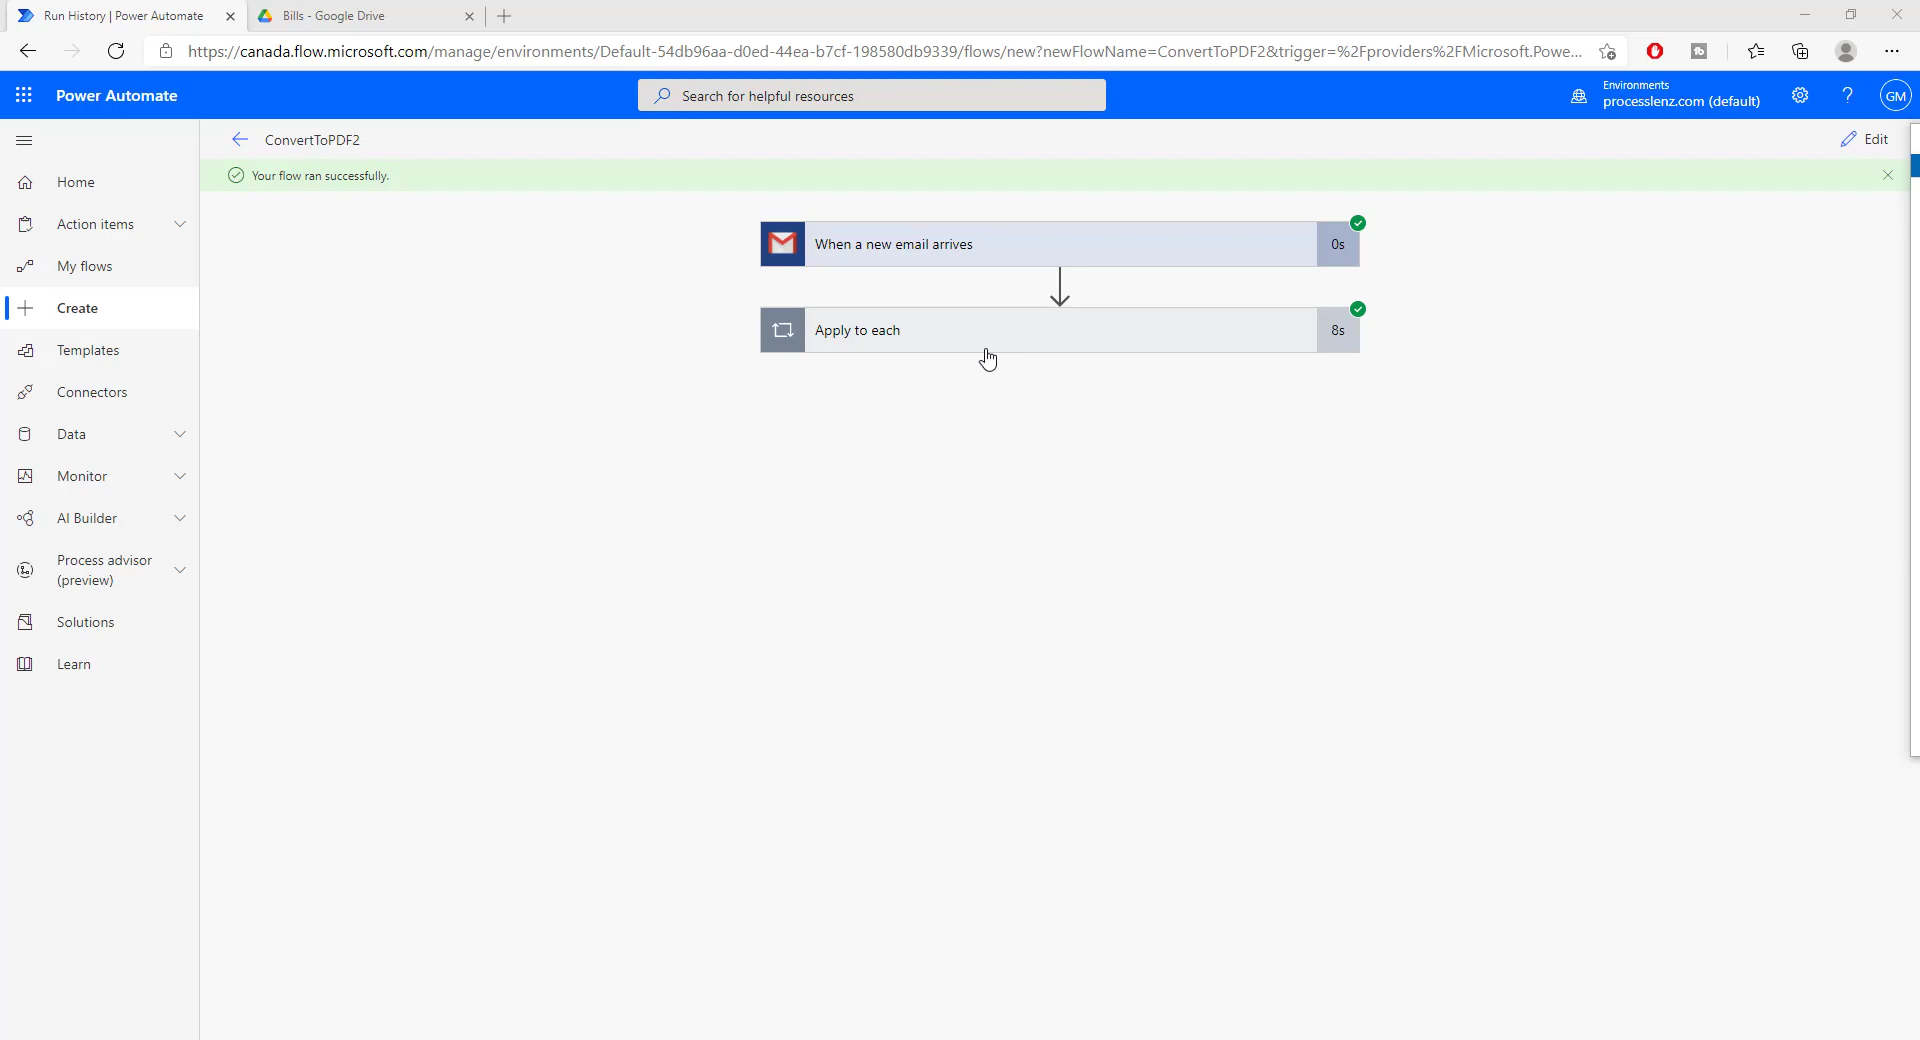 Run History | Power Automate
Bills - Google Drive
https://canada.flow.microsoft.com/manage/environments/Default-54db96aa-d0ed-44ea-b7cf-198580db9339/flows/new?newFlowName=ConvertToPDF2&trigger=%2Fproviders%2FMicrosoft.Powe...
Power Automate
Search for helpful resources
Environments
processlenz.com (default)
GM
ConvertToPDF2
Edit
Your flow ran successfully.
Home
Action items
My flows
Create
Templates
Connectors
Data
Monitor
AI Builder
Process advisor
(preview)
Solutions
Learn
When a new email arrives
0s
Apply to each
8s